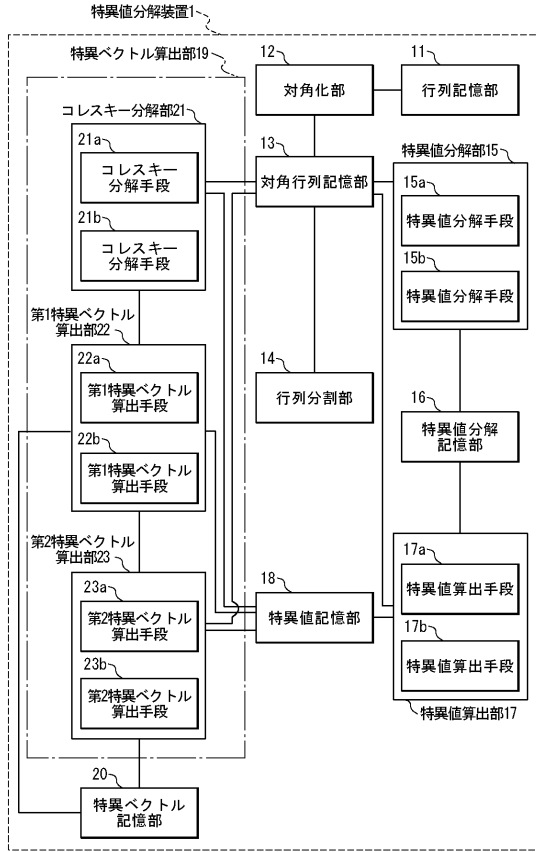 特異値分解装置1
特異ベクトル算出部19
コレスキー分解部21
21a
コレスキー
分解手段
21b
コレスキー
分解手段
第1特異ベクトル
算出部22
22a
第1特異ベクトル
算出手段
22b
第1特異ベクトル
算出手段
第2特異ベクトル
算出部23
23a
第2特異ベクトル
算出手段
23b
第2特異ベクトル
算出手段
20
特異ベクトル
記憶部
12
対角化部
11
行列記憶部
13
対角行列記憶部
14
行列分割部
18
特異値記憶部
特異値分解部15
15a
特異値分解手段
15b
特異値分解手段
16
特異値分解
記憶部
17a
特異値算出手段
17b
特異値算出手段
特異値算出部17